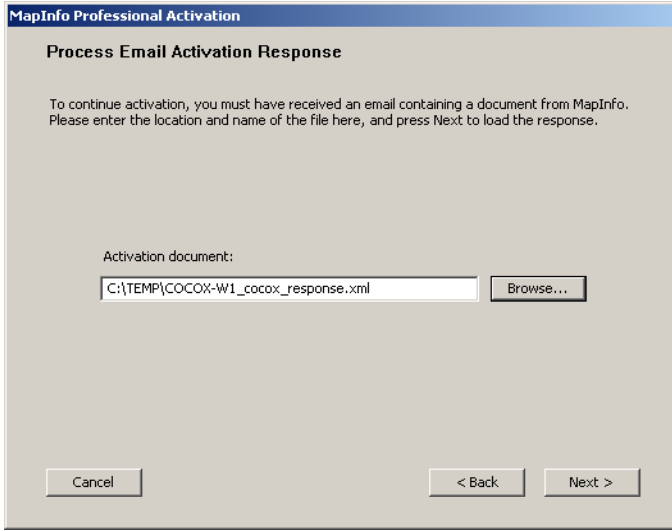 MapInfo Professional Activation
Process Email Activation Response
To continue activation, you must have received an email containing a document from MapInfo.
Please enter the location and name of the file here, and press Next to load the response.
Activation document:
C:\TEMP\COCOX-W1_cocox_response.xml
Browse...
Cancel
< Back
Next >